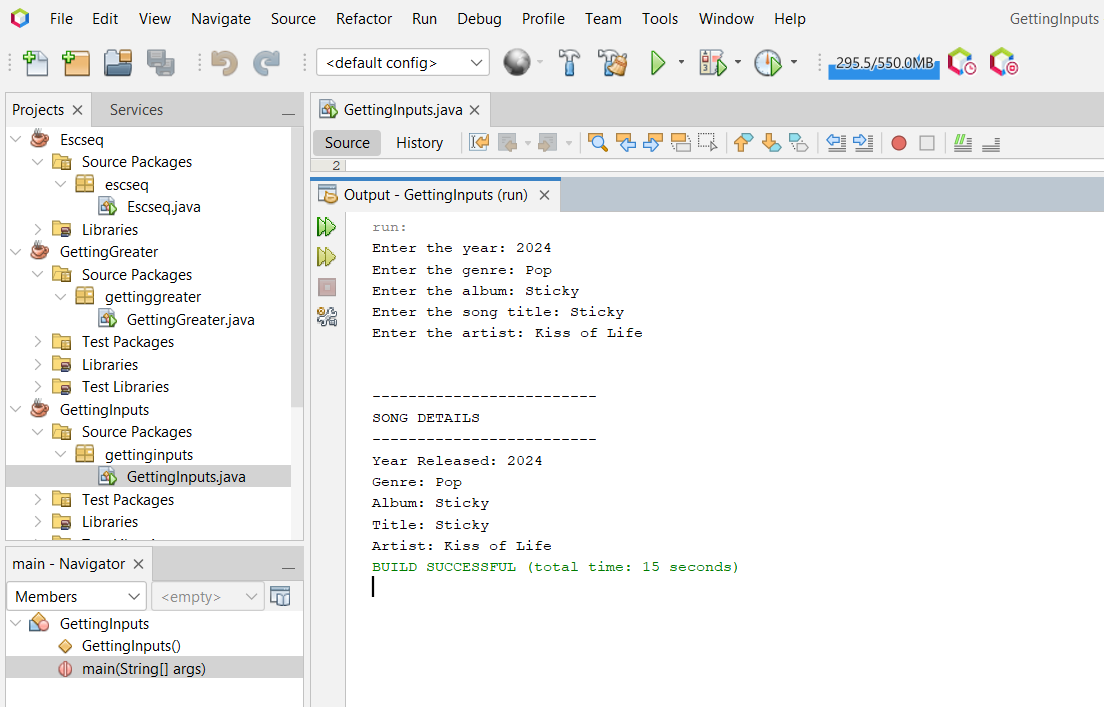 File Edit View Navigate Source Refactor Run Debug Profile Team Tools Window Help GettingInputs
<default config> 295.5/550.0MB
Projects Services
Escseq
Source Packages
escseq
Escseq.java
Libraries
GettingGreater
Source Packages
gettinggreater
GettingGreater.java
Test Packages
Libraries
Test Libraries
GettingInputs
Source Packages
gettinginputs
GettingInputs.java
Test Packages
Libraries
main - Navigator
Members <empty>
GettingInputs
GettingInputs()
main(String[] args)
GettingInputs.java
Source History
2
Output - GettingInputs (run)
run:
Enter the year: 2024
Enter the genre: Pop
Enter the album: Sticky
Enter the song title: Sticky
Enter the artist: Kiss of Life
-------------------------
SONG DETAILS
-------------------------
Year Released: 2024
Genre: Pop
Album: Sticky
Title: Sticky
Artist: Kiss of Life
BUILD SUCCESSFUL (total time: 15 seconds)